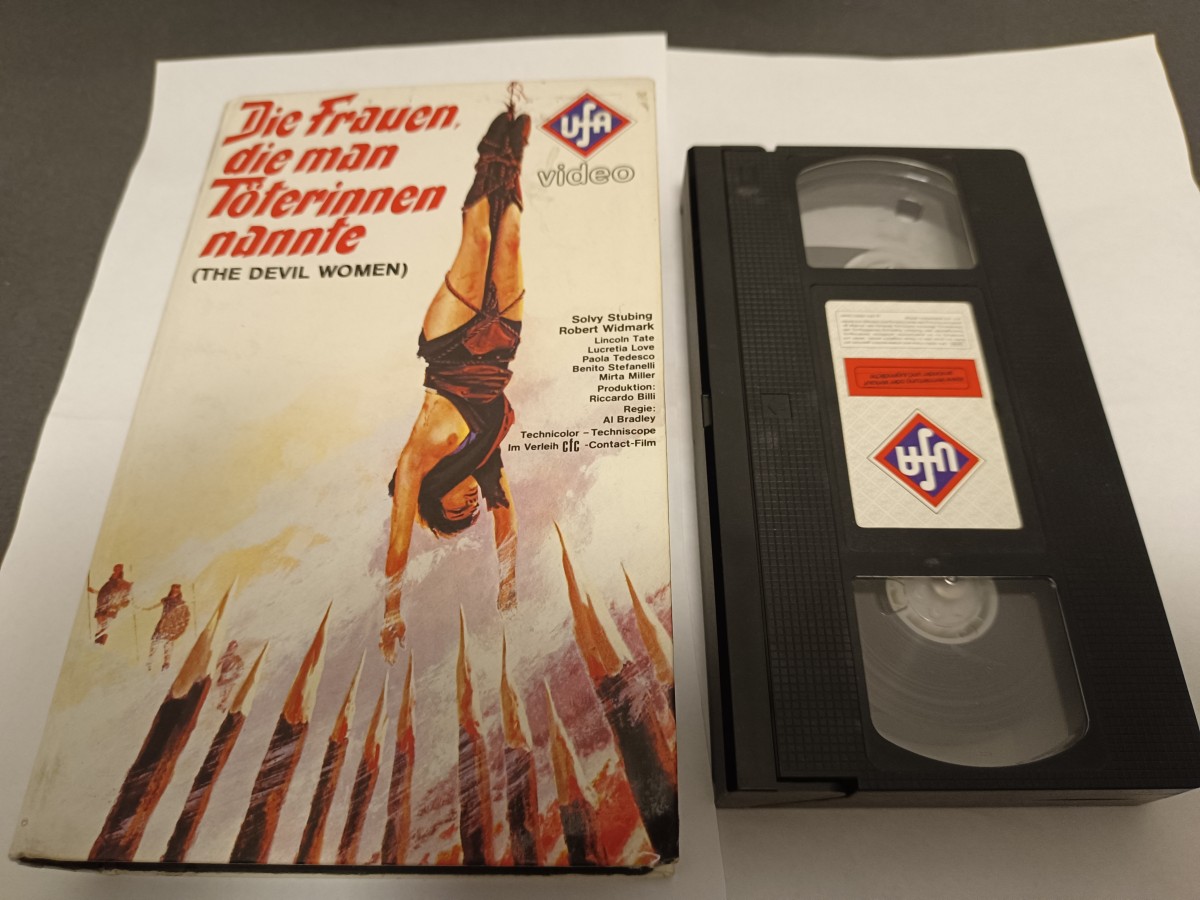 Die Frauen,
die man
Töterinnen
nannte
(THE DEVIL WOMEN)
UFA
video
Solvy Stubing
Robert Widmark
Lincoln Tate
Lucretia Love
Paola Tedesco
Benito Stefanelli
Mirta Miller
Produktion:
Riccardo Billi
Regie:
Al Bradley
Technicolor – Techniscope
Im Verleih cfc -Contact-Film
UFA